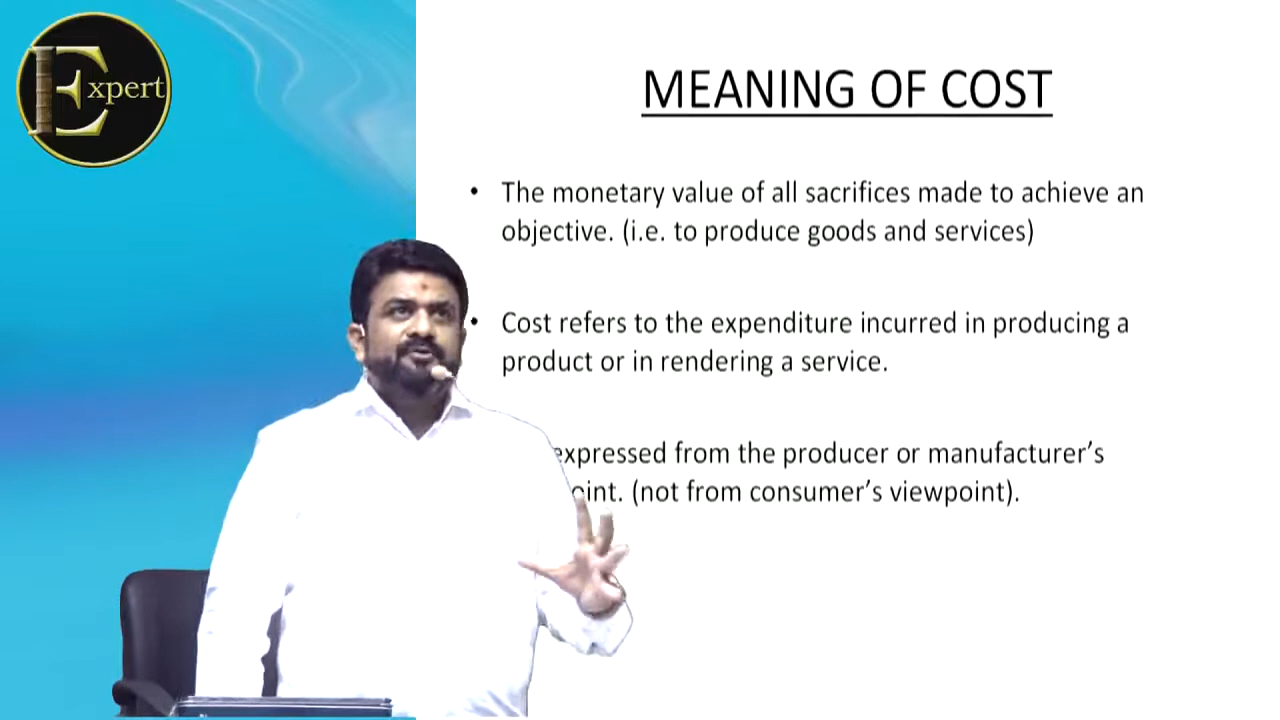 Expert
MEANING OF COST
• The monetary value of all sacrifices made to achieve an
objective. (i.e. to produce goods and services)
• Cost refers to the expenditure incurred in producing a
product or in rendering a service.
expressed from the producer or manufacturer’s
(not from consumer’s viewpoint).